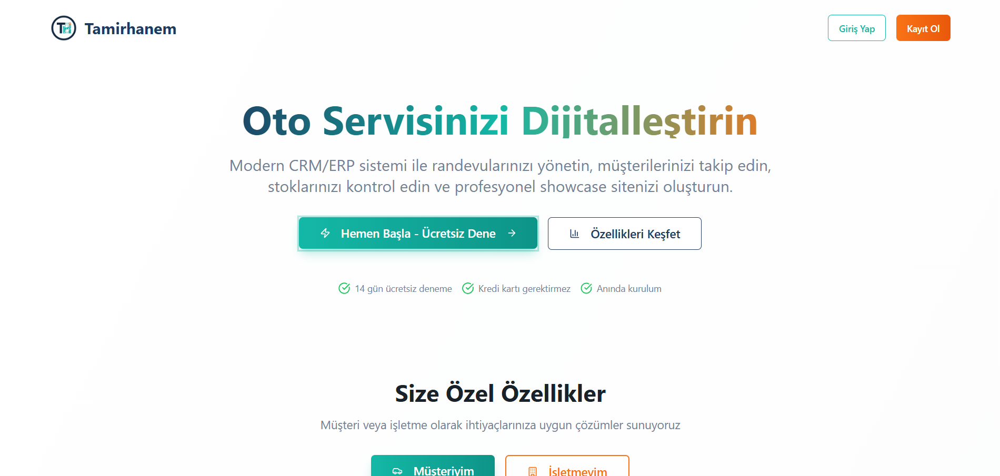 TH
Tamirhanem
Giriş Yap
Kayıt Ol
Oto Servisinizi Dijitalleştirin
Modern CRM/ERP sistemi ile randevularınızı yönetin, müşterilerinizi takip edin,
stoklarınızı kontrol edin ve profesyonel showcase sitenizi oluşturun.
Hemen Başla - Ücretsiz Dene
Özellikleri Keşfet
14 gün ücretsiz deneme
Kredi kartı gerektirmez
Anında kurulum
Size Özel Özellikler
Müşteri veya işletme olarak ihtiyaçlarınıza uygun çözümler sunuyoruz
Müşteriyim
İşletmeyim